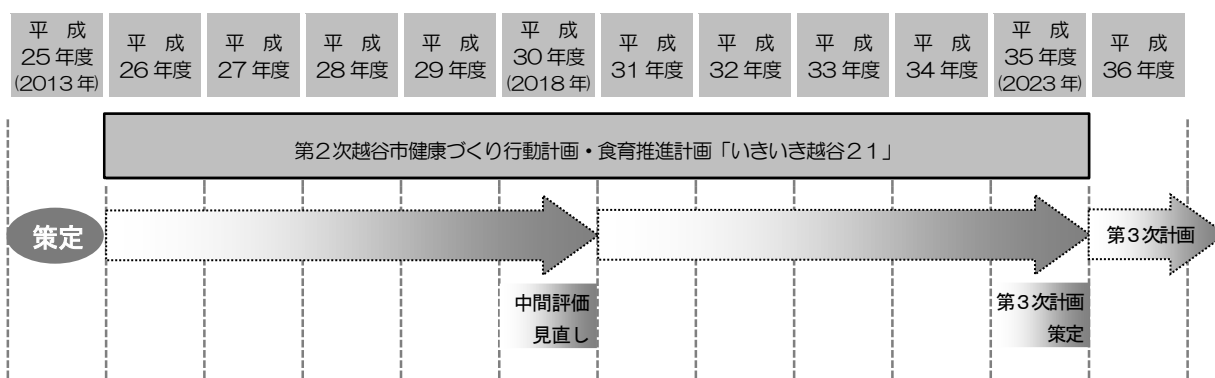 平　成
25年度
(2013年)
平　成
26年度
平　成
27年度
平　成
28年度
平　成
29年度
平　成
30年度
(2018年)
平　成
31年度
平　成
32年度
平　成
33年度
平　成
34年度
平　成
35年度
(2023年)
平　成
36年度
第２次越谷市健康づくり行動計画・食育推進計画「いきいき越谷２１」
策定
第３次計画
中間評価
見直し
第３次計画
策定